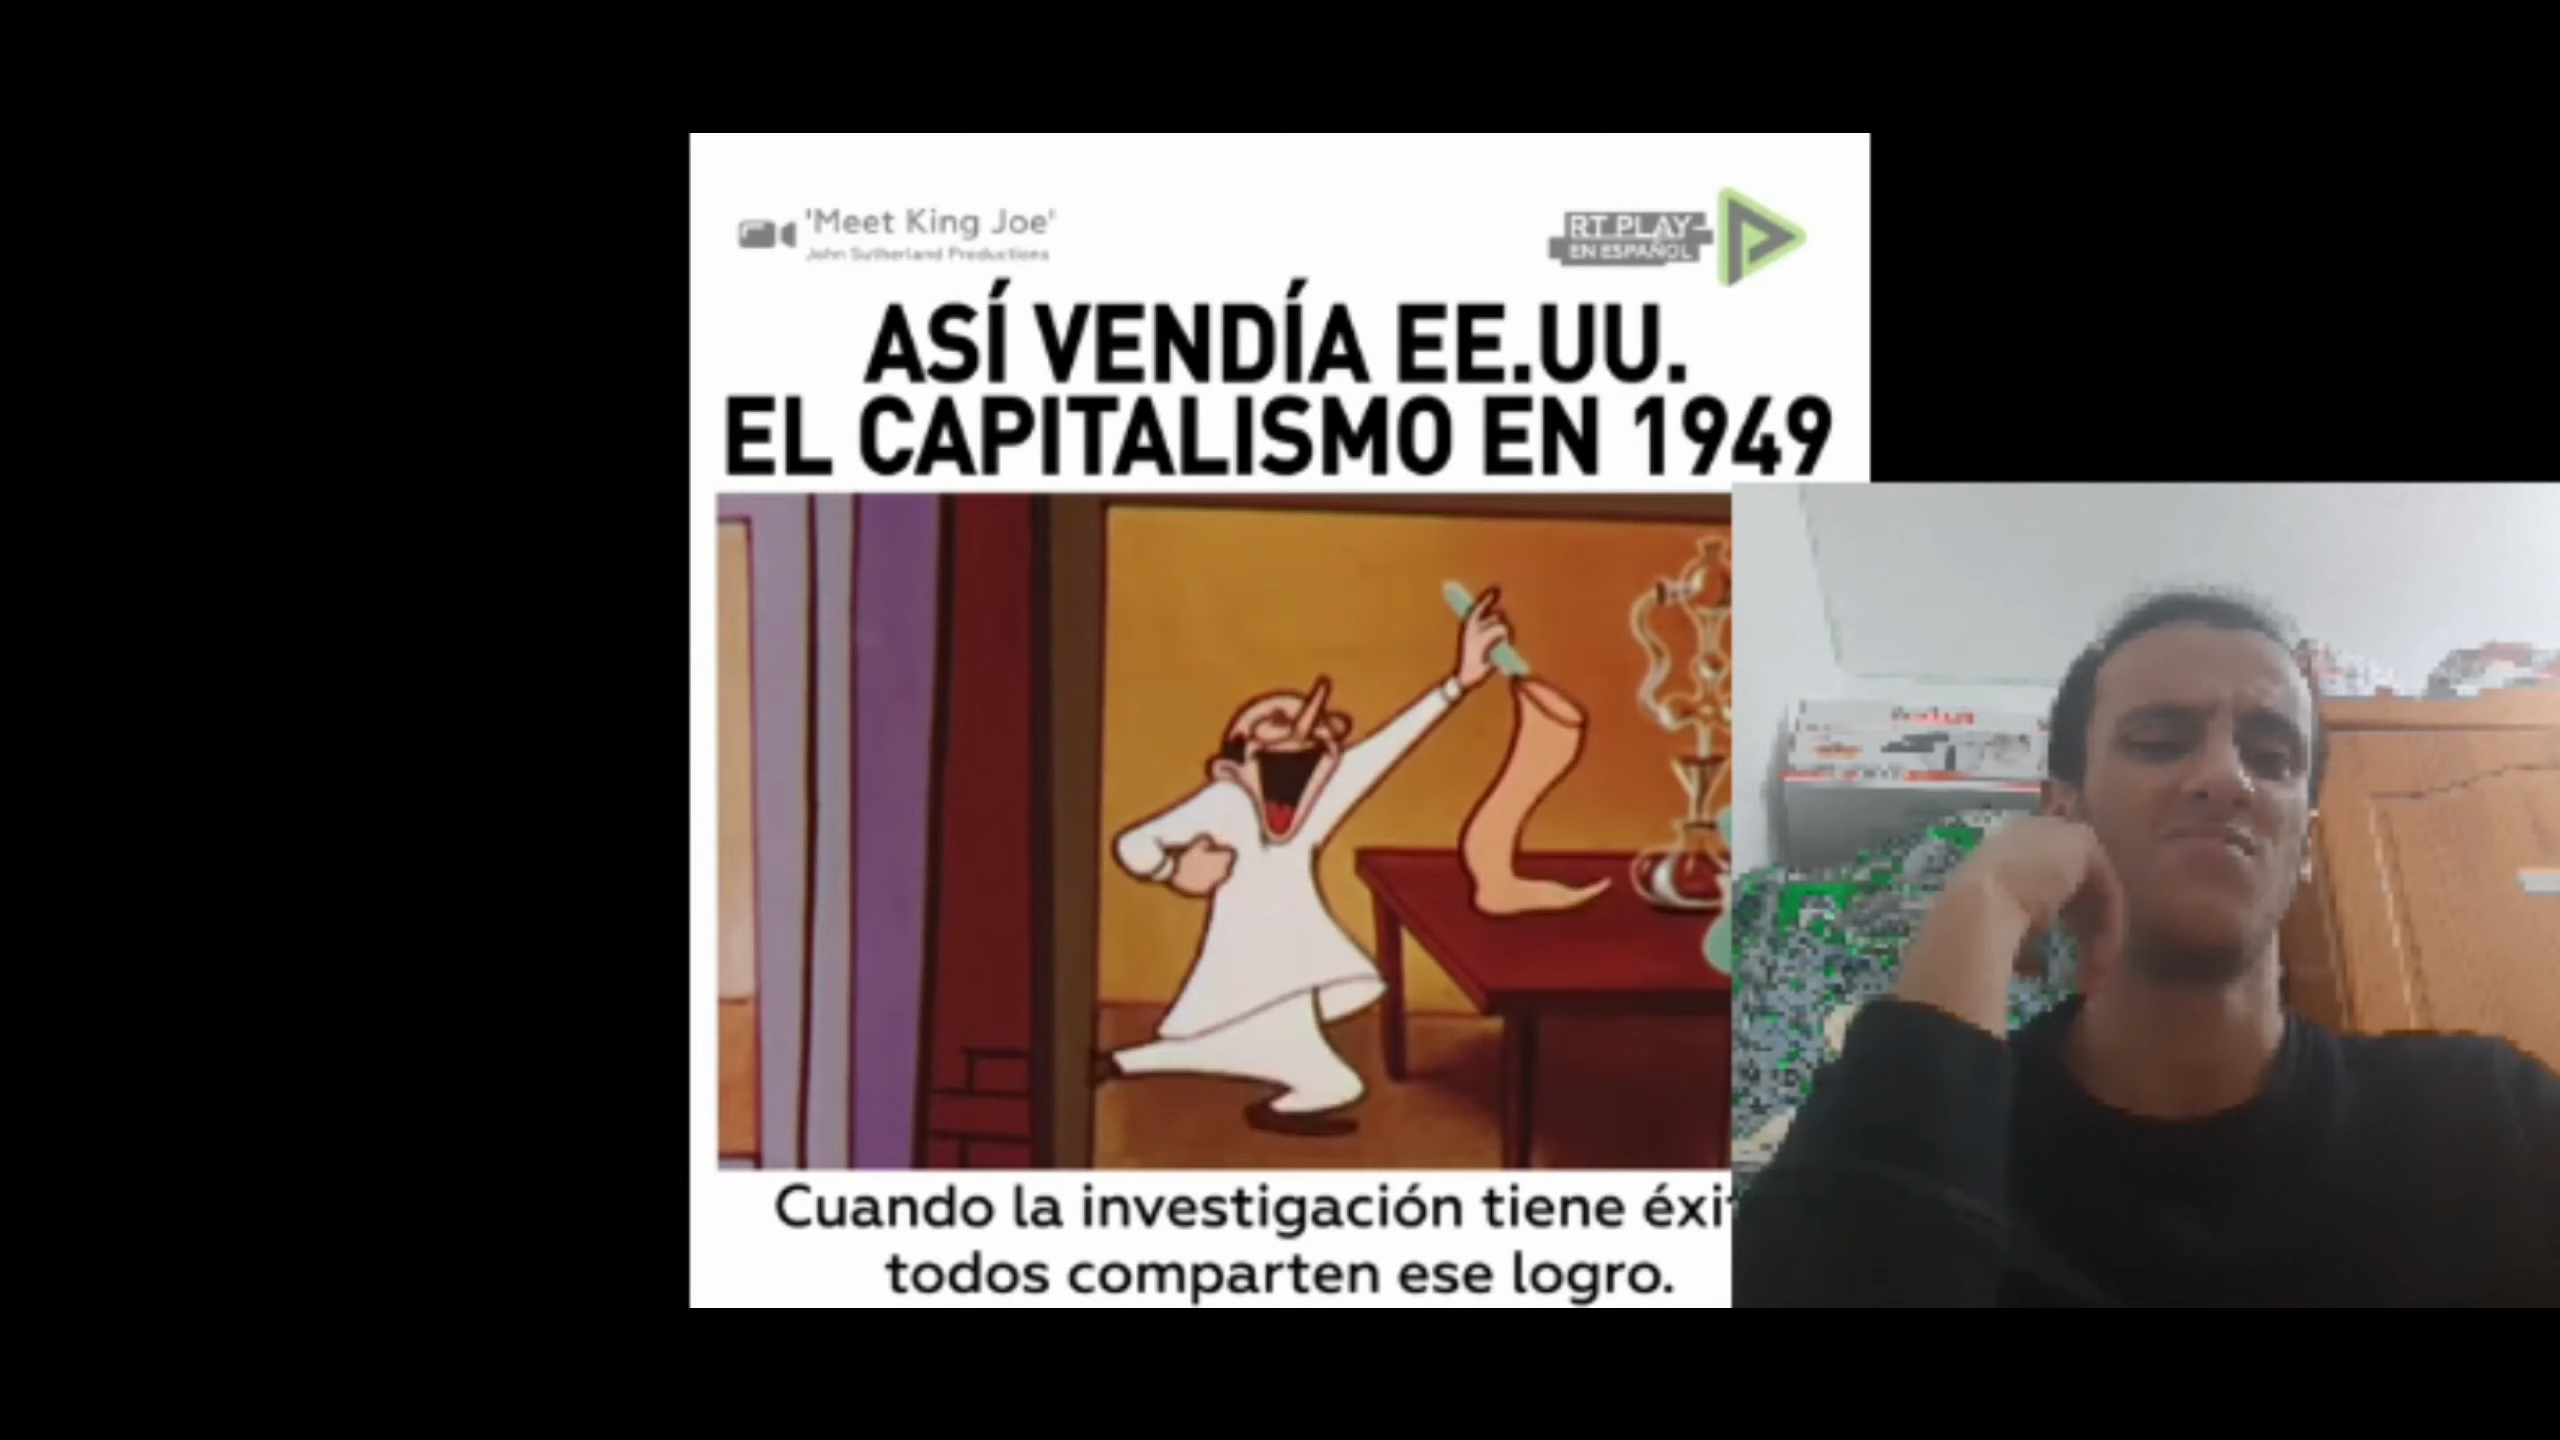 'Meet King Joe'
John Sutherland Productions
RT PLAY
EN ESPAÑOL
ASÍ VENDÍA EE.UU.
EL CAPITALISMO EN 1949
Cuando la investigación tiene éxi
todos comparten ese logro.